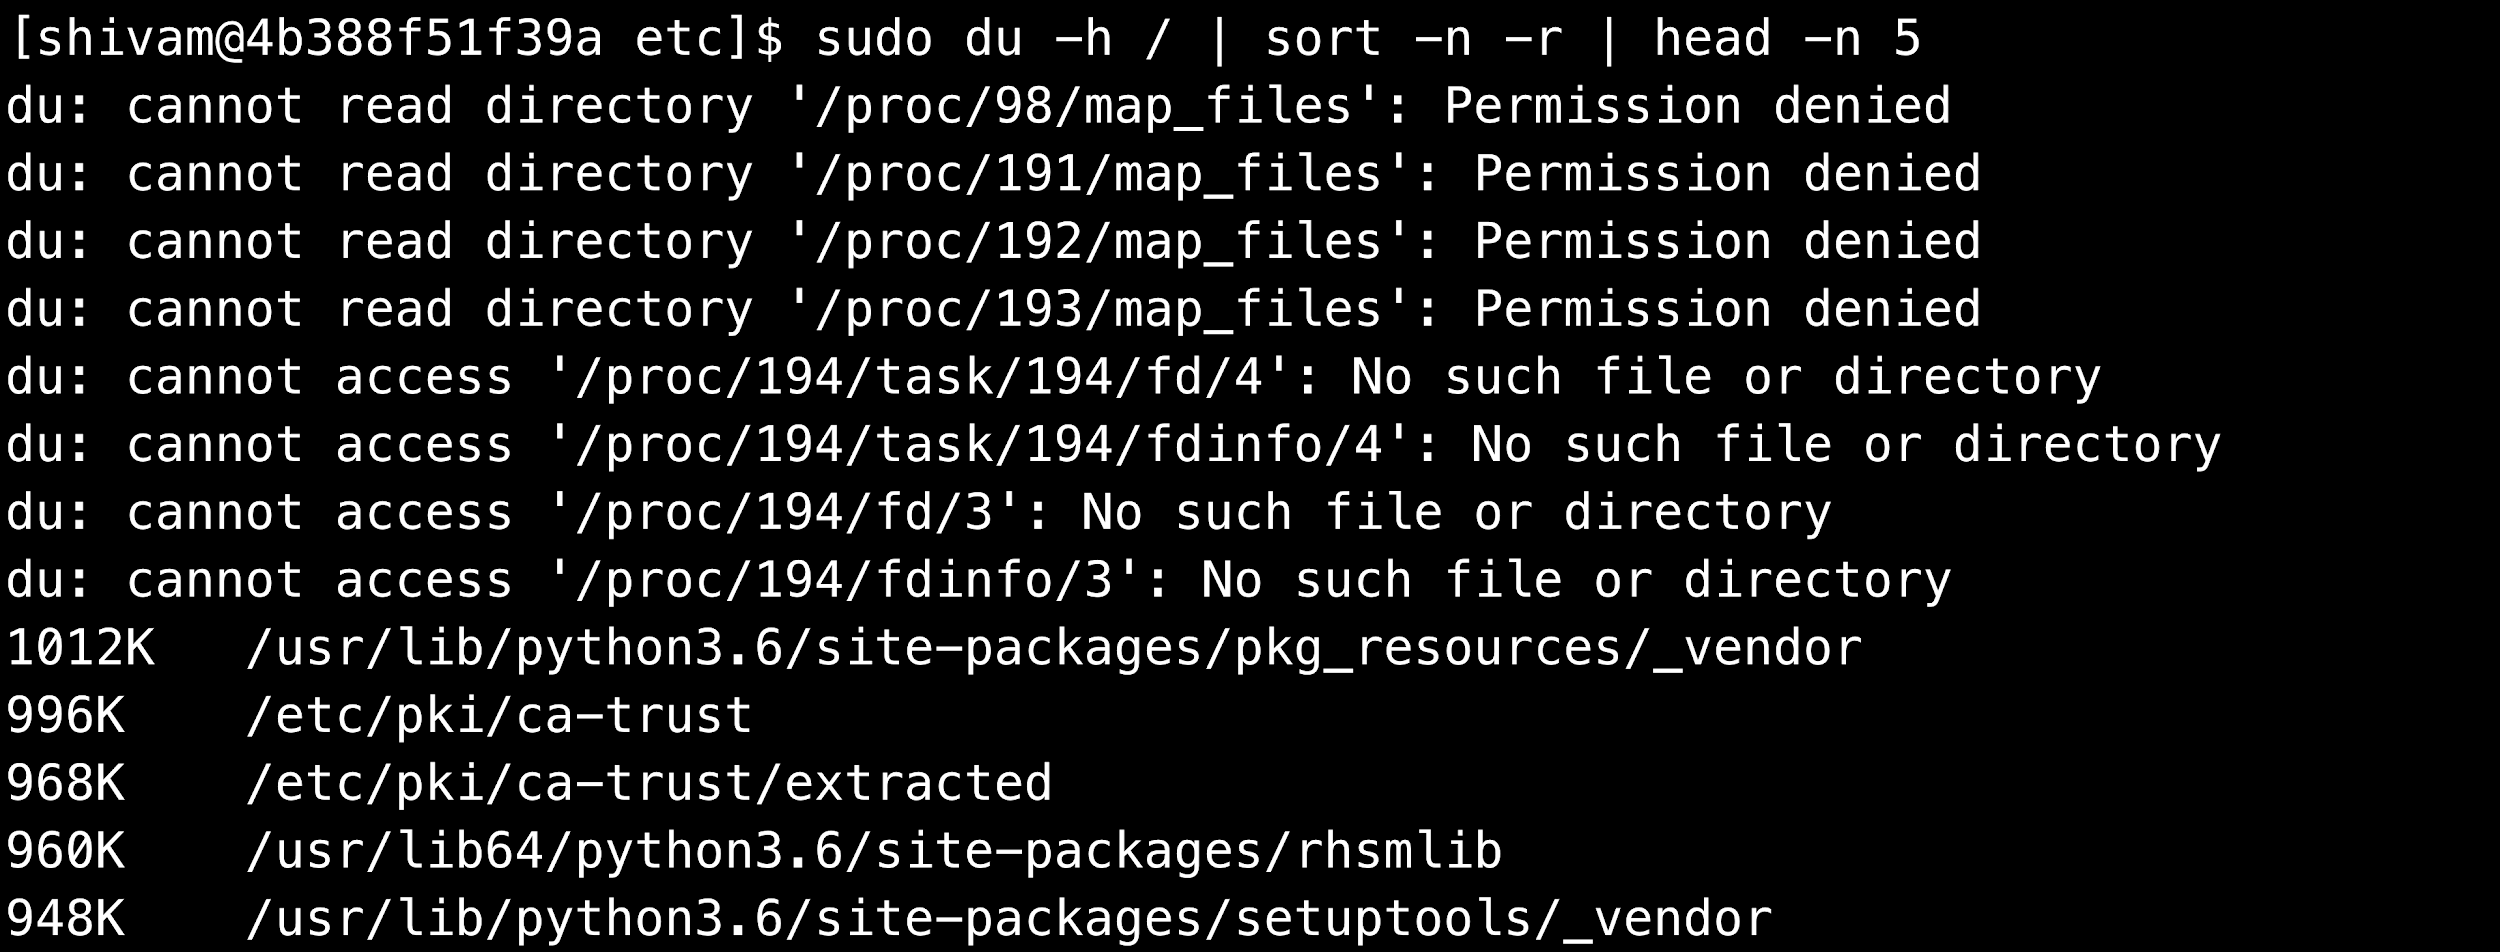 [shivam@4b388f51f39a etc]$ sudo du -h / | sort -n -r | head -n 5
du: cannot read directory '/proc/98/map_files': Permission denied
du: cannot read directory '/proc/191/map_files': Permission denied
du: cannot read directory '/proc/192/map_files': Permission denied
du: cannot read directory '/proc/193/map_files': Permission denied
du: cannot access '/proc/194/task/194/fd/4': No such file or directory
du: cannot access '/proc/194/task/194/fdinfo/4': No such file or directory
du: cannot access '/proc/194/fd/3': No such file or directory
du: cannot access '/proc/194/fdinfo/3': No such file or directory
1012K   /usr/lib/python3.6/site-packages/pkg_resources/_vendor
996K    /etc/pki/ca-trust
968K    /etc/pki/ca-trust/extracted
960K    /usr/lib64/python3.6/site-packages/rhsmlib
948K    /usr/lib/python3.6/site-packages/setuptools/_vendor